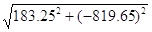 √(183.25² + (−819.65)²)